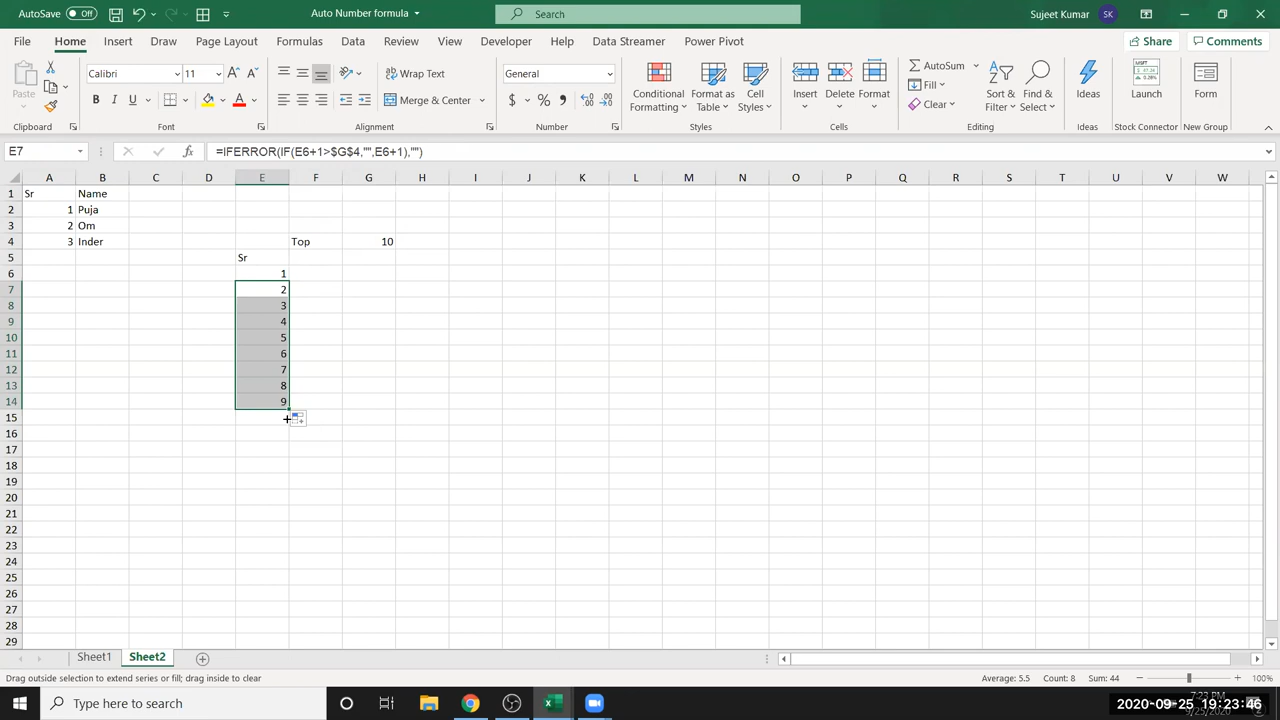 AutoSave Off
Auto Number formula
Search
Sujeet Kumar SK
File Home Insert Draw Page Layout Formulas Data Review View Developer Help Data Streamer Power Pivot Share Comments
Paste
Clipboard
Calibri 11
B I U A
Font
Wrap Text
Merge & Center
Alignment
General
$ % ,
Number
Conditional Formatting
Format as Table
Cell Styles
Styles
Insert Delete Format
Cells
AutoSum
Fill
Clear
Sort & Filter
Find & Select
Editing
Ideas
Ideas
Launch
Stock Connector
Form
New Group
E7 fx =IFERROR(IF(E6+1>$G$4,"",E6+1),"")
A B C D E F G H I J K L M N O P Q R S T U V W
1 Sr Name
2 1 Puja
3 2 Om
4 3 Inder Top 10
5 Sr
6 1
7 2
8 3
9 4
10 5
11 6
12 7
13 8
14 9
15
16
17
18
19
20
21
22
23
24
25
26
27
28
29
Sheet1 Sheet2
Drag outside selection to extend series or fill; drag inside to clear Average: 5.5 Count: 8 Sum: 44 100%
Type here to search
7:23 PM
2020-09-25 19:23:46
9/25/2020